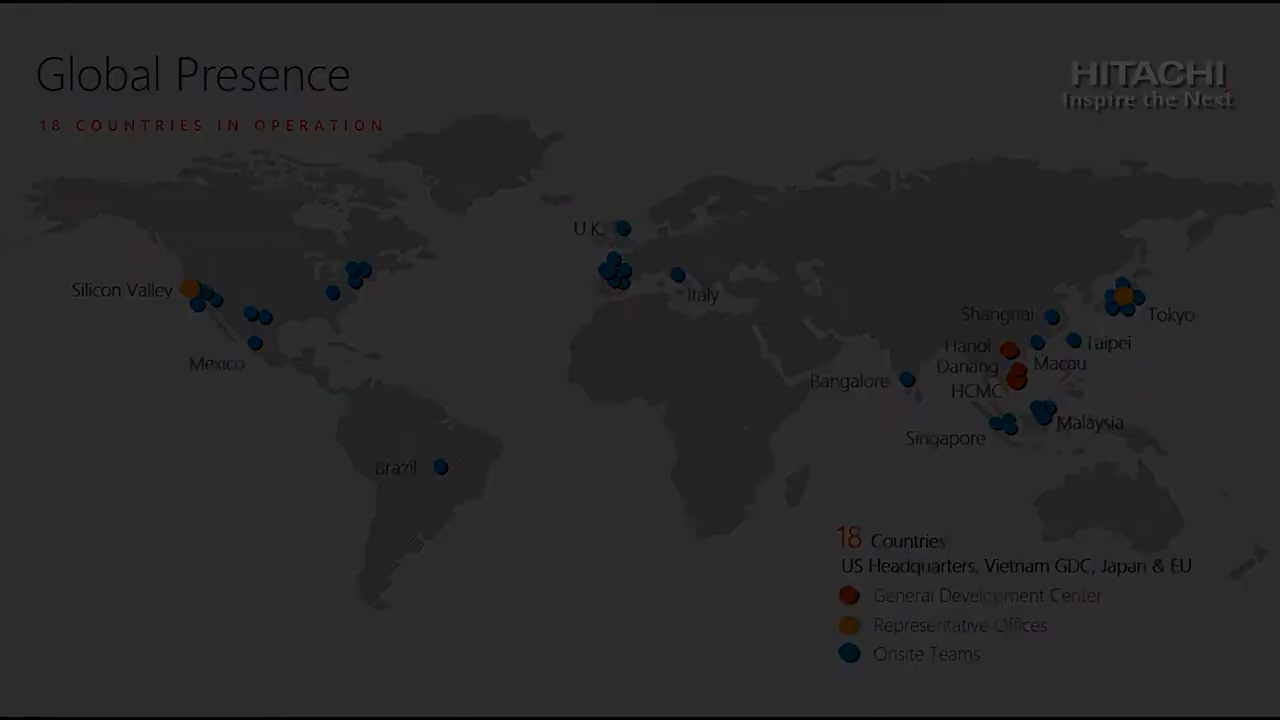 Global Presence
18 COUNTRIES IN OPERATION
HITACHI
Inspire the Next
U.K.
Silicon Valley
Italy
Mexico
Shanghai
Tokyo
Hanoi
Taipei
Danang
Macau
Bangalore
HCMC
Malaysia
Singapore
Brazil
18 Countries
US Headquarters, Vietnam GDC, Japan & EU
General Development Center
Representative Offices
Onsite Teams